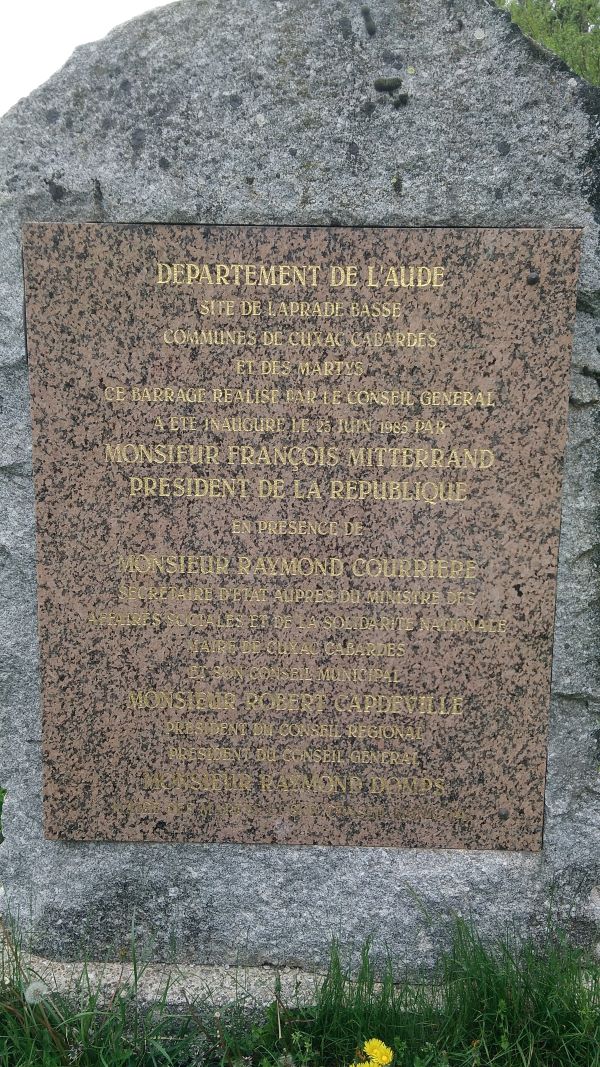 DEPARTEMENT DE L'AUDE
SITE DE LAPRADE BASSE
COMMUNES DE CUXAC CABARDES
ET DES MARTYS
CE BARRAGE REALISE PAR LE CONSEIL GENERAL
A ETE INAUGURE LE 25 JUIN 1985 PAR
MONSIEUR FRANÇOIS MITTERRAND
PRESIDENT DE LA REPUBLIQUE
EN PRESENCE DE
MONSIEUR RAYMOND COURRIERE
SECRETAIRE D'ETAT AUPRES DU MINISTRE DES
AFFAIRES SOCIALES ET DE LA SOLIDARITE NATIONALE
MAIRE DE CUXAC CABARDES
ET SON CONSEIL MUNICIPAL
MONSIEUR ROBERT CAPDEVILLE
PRESIDENT DU CONSEIL REGIONAL
PRESIDENT DU CONSEIL GENERAL
MONSIEUR RAYMOND DOMPS